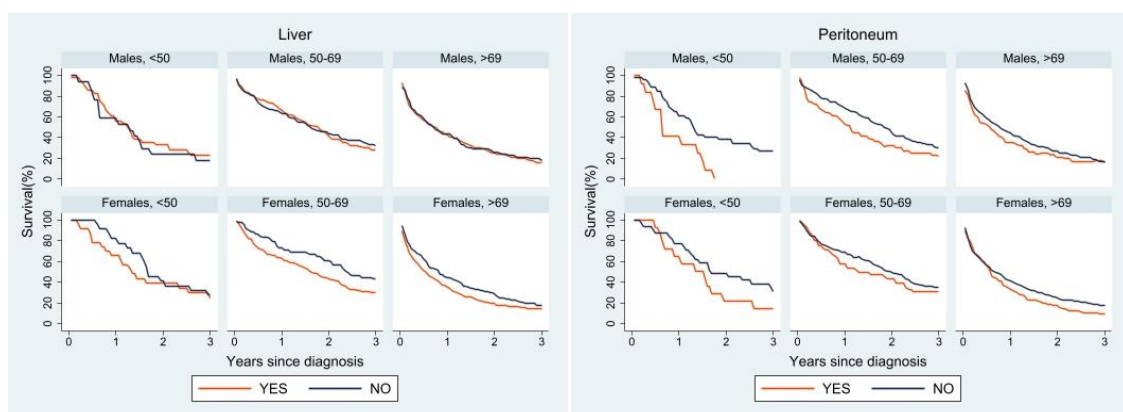 Liver
Males, <50 Males, 50-69 Males, >69
Survival(%)
0 20 40 60 80 100
Females, <50 Females, 50-69 Females, >69
0 20 40 60 80 100
0 1 2 3 0 1 2 3 0 1 2 3
Years since diagnosis
YES NO
Peritoneum
Males, <50 Males, 50-69 Males, >69
Survival(%)
0 20 40 60 80 100
Females, <50 Females, 50-69 Females, >69
0 20 40 60 80 100
0 1 2 3 0 1 2 3 0 1 2 3
Years since diagnosis
YES NO